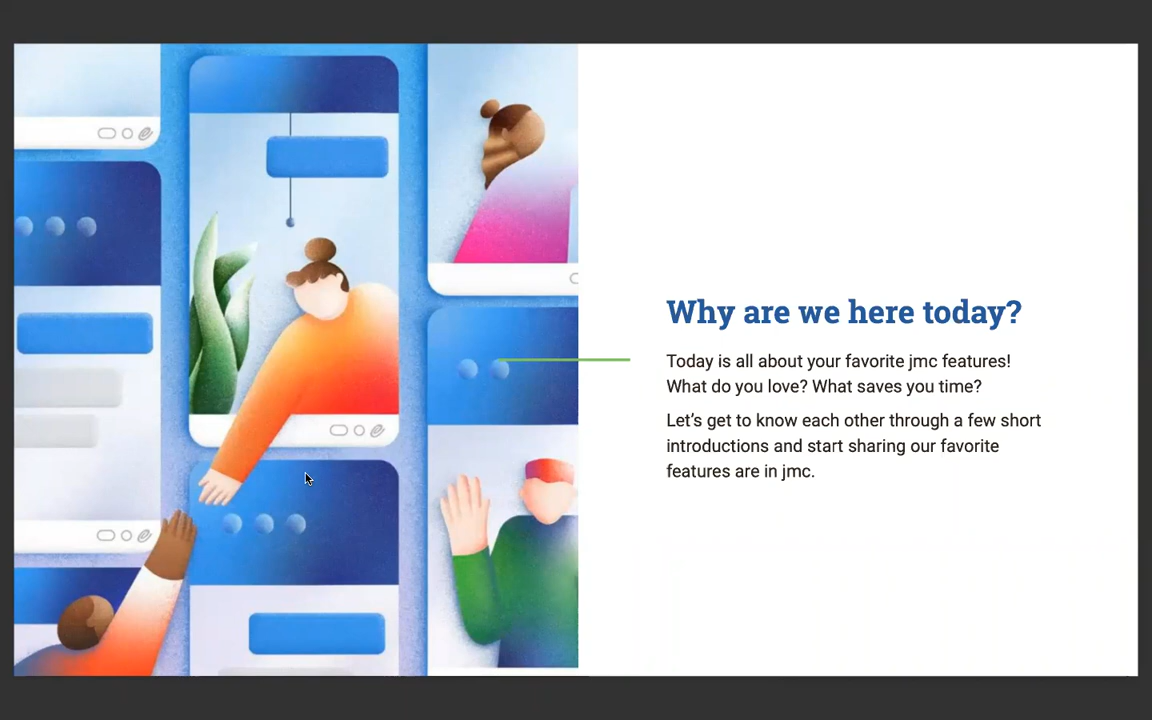 Why are we here today?
Today is all about your favorite jmc features!
What do you love? What saves you time?
Let’s get to know each other through a few short
introductions and start sharing our favorite
features are in jmc.